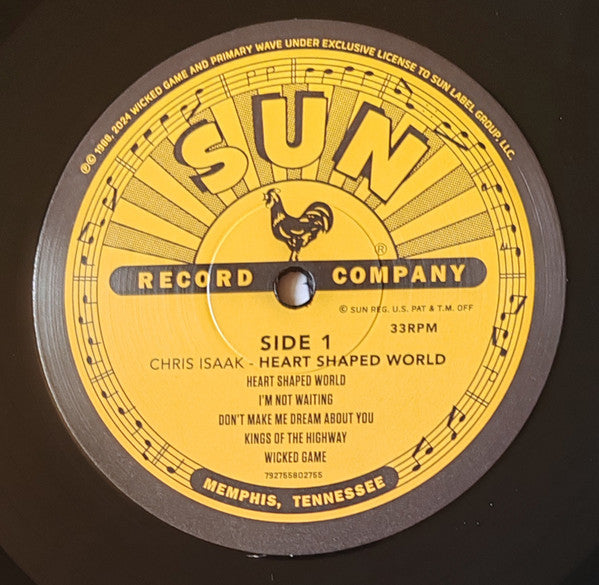 ℗© 1989, 2024 WICKED GAME AND PRIMARY WAVE UNDER EXCLUSIVE LICENSE TO SUN LABEL GROUP, LLC.
SUN
®
RECORD COMPANY
© SUN REG. U.S. PAT & T.M. OFF
33RPM
SIDE 1
CHRIS ISAAK - HEART SHAPED WORLD
HEART SHAPED WORLD
I'M NOT WAITING
DON'T MAKE ME DREAM ABOUT YOU
KINGS OF THE HIGHWAY
WICKED GAME
792755802755
MEMPHIS, TENNESSEE